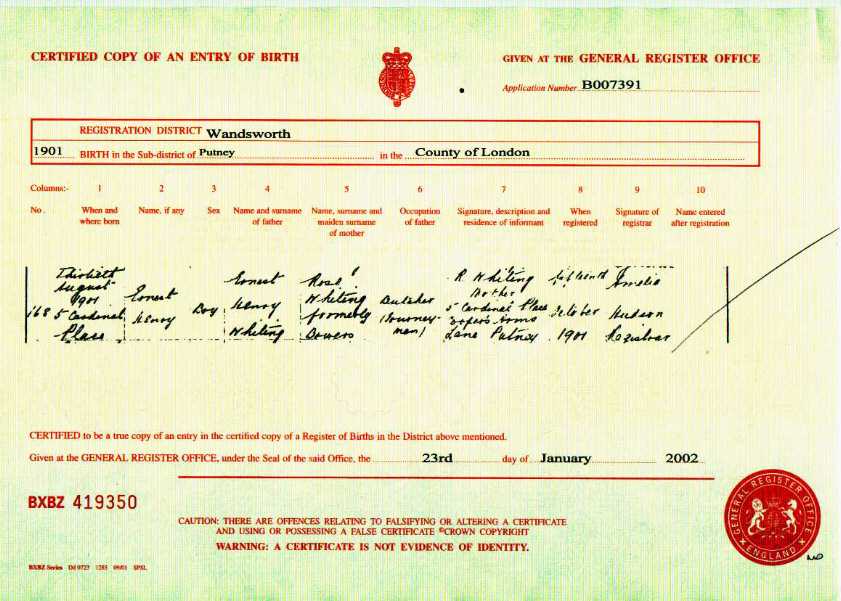 CERTIFIED COPY OF AN ENTRY OF BIRTH
GIVEN AT THE GENERAL REGISTER OFFICE
Application Number B007391
REGISTRATION DISTRICT Wandsworth
1901 BIRTH in the Sub-district of Putney in the County of London
Columns:- 1 2 3 4 5 6 7 8 9 10
No. When and where born Name, if any Sex Name and surname of father Name, surname and maiden surname of mother Occupation of father Signature, description and residence of informant When registered Signature of registrar Name entered after registration
Thirtieth Ernest Rose R Whiting Amelia
August Mother
1901 Ernest Boy Henry Whiting Butcher 5 Cardinal Place October Hudson
168 5 Cardinal Henry formerly (Journey- Arms
Place Whiting Bowers man) Lane Putney 1901 Registrar
CERTIFIED to be a true copy of an entry in the certified copy of a Register of Births in the District above mentioned.
Given at the GENERAL REGISTER OFFICE, under the Seal of the said Office, the 23rd day of January 2002
BXBZ 419350
CAUTION: THERE ARE OFFENCES RELATING TO FALSIFYING OR ALTERING A CERTIFICATE
AND USING OR POSSESSING A FALSE CERTIFICATE ©CROWN COPYRIGHT
WARNING: A CERTIFICATE IS NOT EVIDENCE OF IDENTITY.
GENERAL REGISTER OFFICE
ENGLAND
BXBZ Series
SPSL